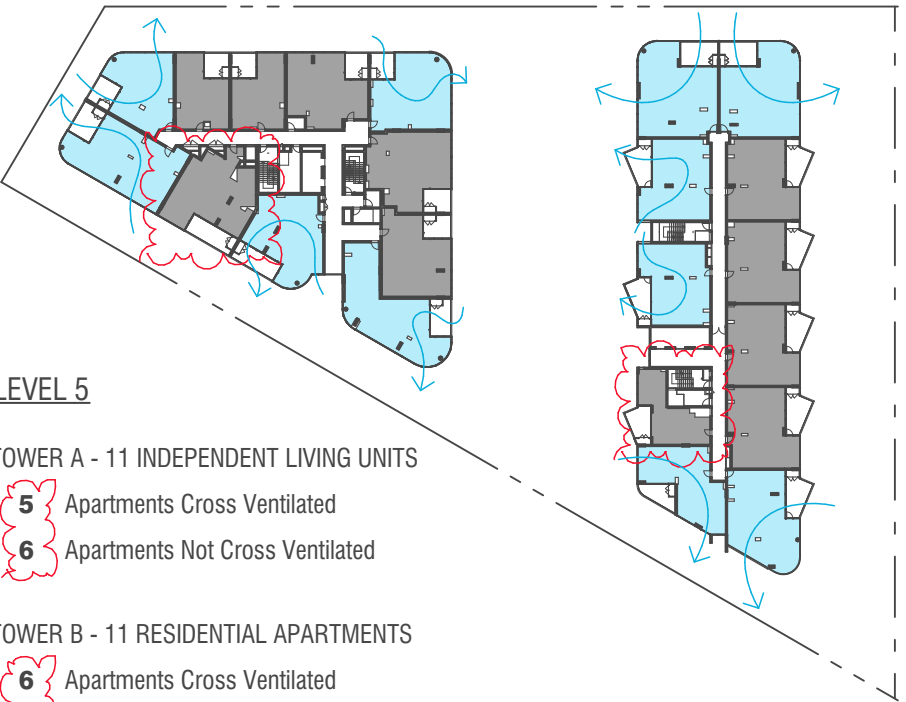 LEVEL 5
TOWER A - 11 INDEPENDENT LIVING UNITS
5 Apartments Cross Ventilated
6 Apartments Not Cross Ventilated
TOWER B - 11 RESIDENTIAL APARTMENTS
6 Apartments Cross Ventilated